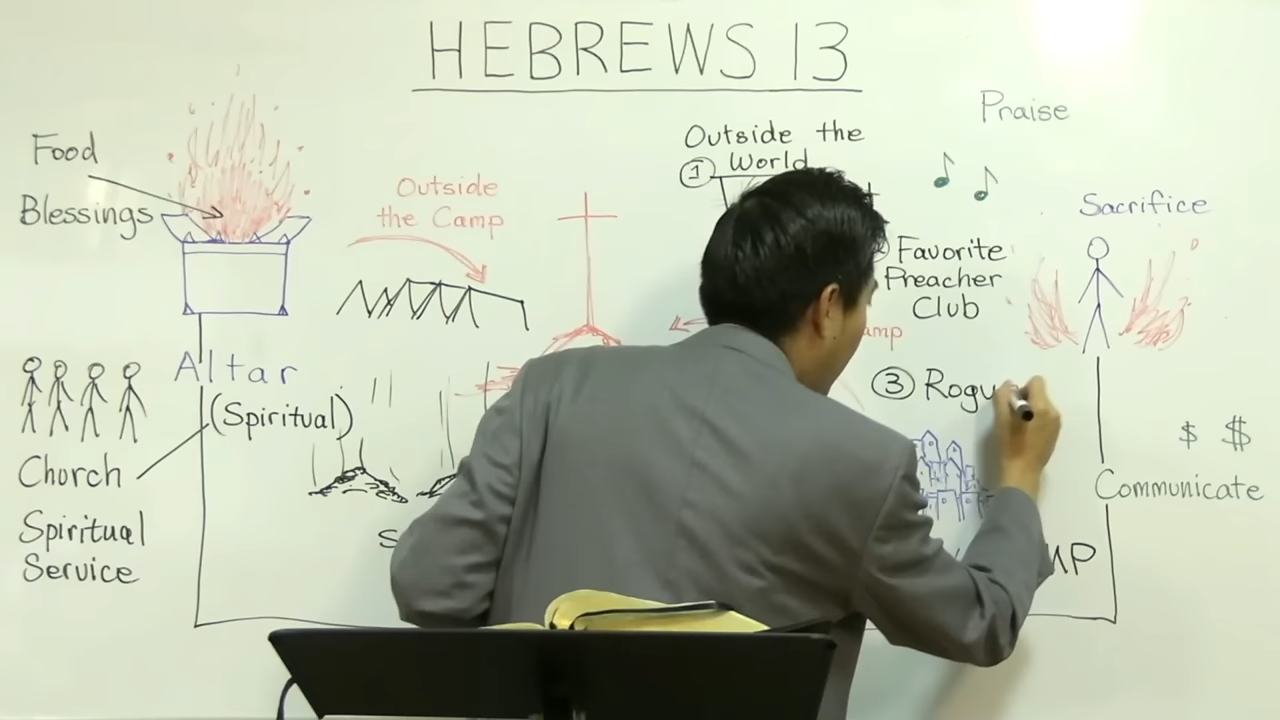 HEBREWS 13
Food
Blessings
Outside
the Camp
Outside the
① World
Praise
Sacrifice
Favorite
Preacher
Club
③ Rogu
Altar
(Spiritual)
Church
Spiritual
Service
$ $
Communicate